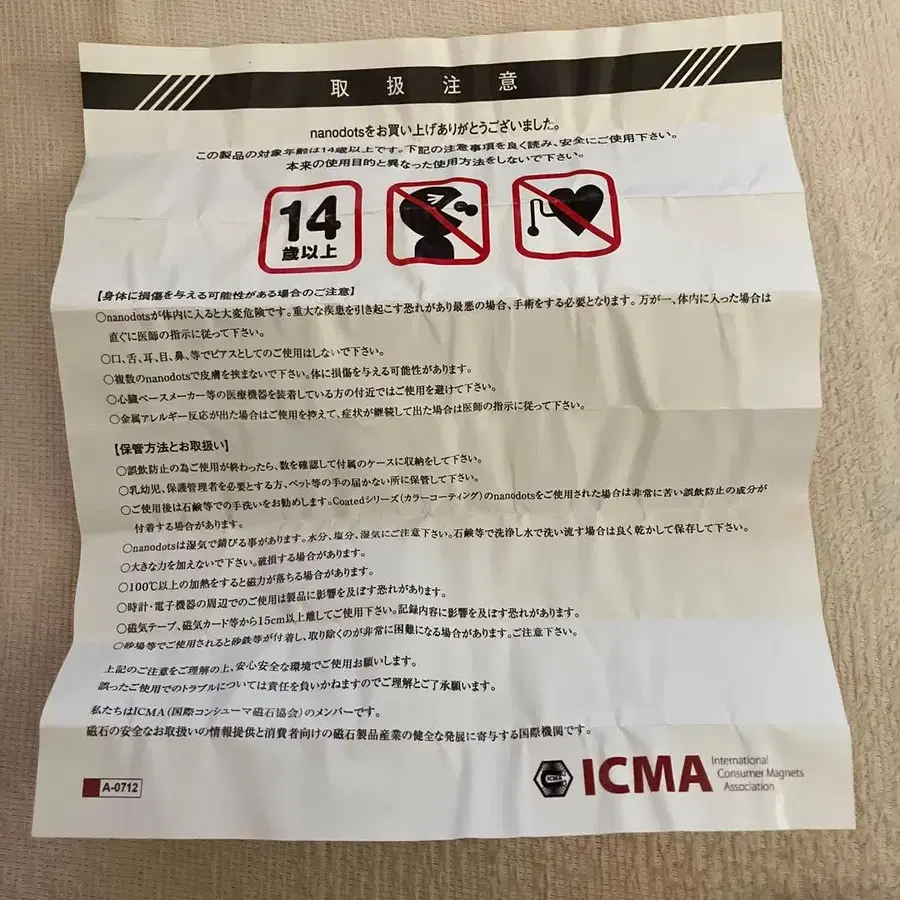 取扱注意
nanodotsをお買い上げありがとうございました。
この製品の対象年齢は14歳以上です。下記の注意事項を良く読み、安全にご使用下さい。
本来の使用目的と異なった使用方法をしないで下さい。
14
歳以上
【身体に損傷を与える可能性がある場合のご注意】
○nanodotsが体内に入ると大変危険です。重大な疾患を引き起こす恐れがあり最悪の場合、手術をする必要となります。万が一、体内に入った場合は
直ぐに医師の指示に従って下さい。
○口、舌、耳、目、鼻、等でピアスとしてのご使用はしないで下さい。
○複数のnanodotsで皮膚を挟まないで下さい。体に損傷を与える可能性があります。
○心臓ペースメーカー等の医療機器を装着している方の付近ではご使用を避けて下さい。
○金属アレルギー反応が出た場合はご使用を控えて、症状が継続して出た場合は医師の指示に従って下さい。
【保管方法とお取扱い】
○誤飲防止の為ご使用が終わったら、数を確認して付属のケースに収納をして下さい。
○乳幼児、保護管理者を必要とする方、ペット等の手の届かない所に保管して下さい。
○ご使用後は石鹸等での手洗いをお勧めします。Coatedシリーズ(カラーコーティング)のnanodotsをご使用された場合は非常に苦い誤飲防止の成分が
付着する場合があります。
○nanodotsは湿気で錆びる事があります。水分、塩分、湿気にご注意下さい。石鹸等で洗浄し水で洗い流す場合は良く乾かして保存して下さい。
○大きな力を加えないで下さい。破損する場合があります。
○100℃以上の加熱をすると磁力が落ちる場合があります。
○時計・電子機器の周辺でのご使用は製品に影響を及ぼす恐れがあります。
○磁気テープ、磁気カード等から15cm以上離してご使用下さい。記録内容に影響を及ぼす恐れがあります。
○砂場等でご使用されると砂鉄等が付着し、取り除くのが非常に困難になる場合があります。ご注意下さい。
上記のご注意をご理解の上、安心安全な環境でご使用お願いします。
誤ったご使用でのトラブルについては責任を負いかねますのでご理解とご了承願います。
私たちはICMA(国際コンシューマ磁石協会)のメンバーです。
磁石の安全なお取扱いの情報提供と消費者向けの磁石製品産業の健全な発展に寄与する国際機関です。
A-0712
ICMA
ICMA
International
Consumer Magnets
Association